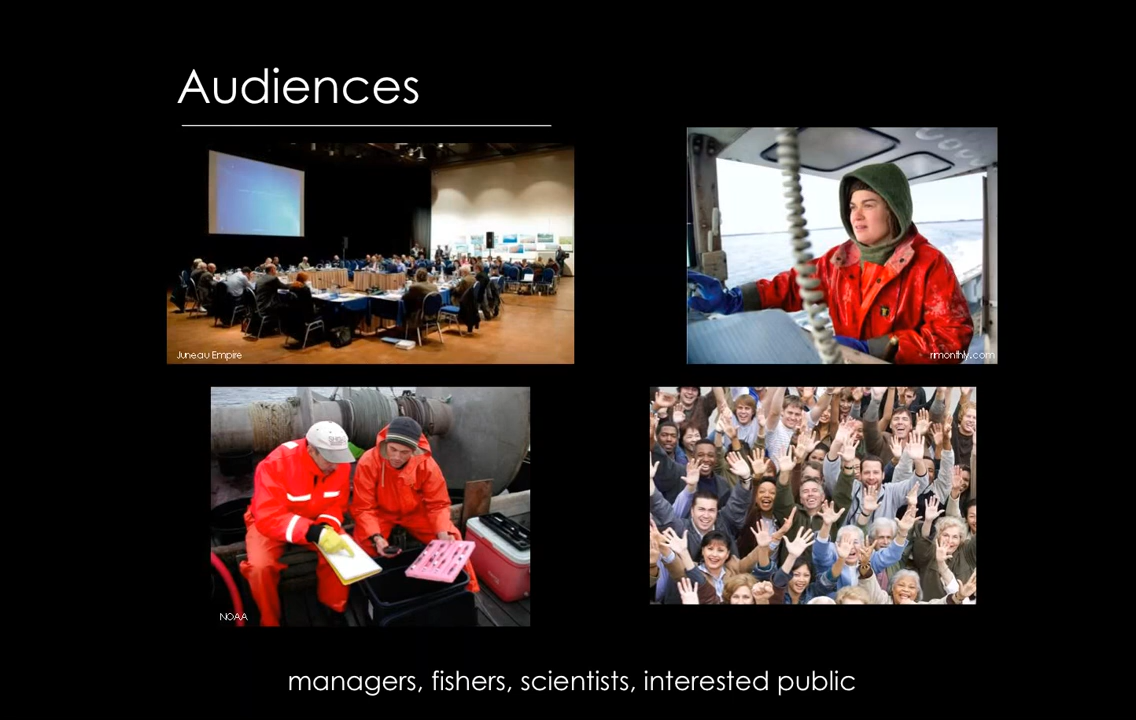 Audiences
Juneau Empire
rimonthly.com
NOAA
managers, fishers, scientists, interested public